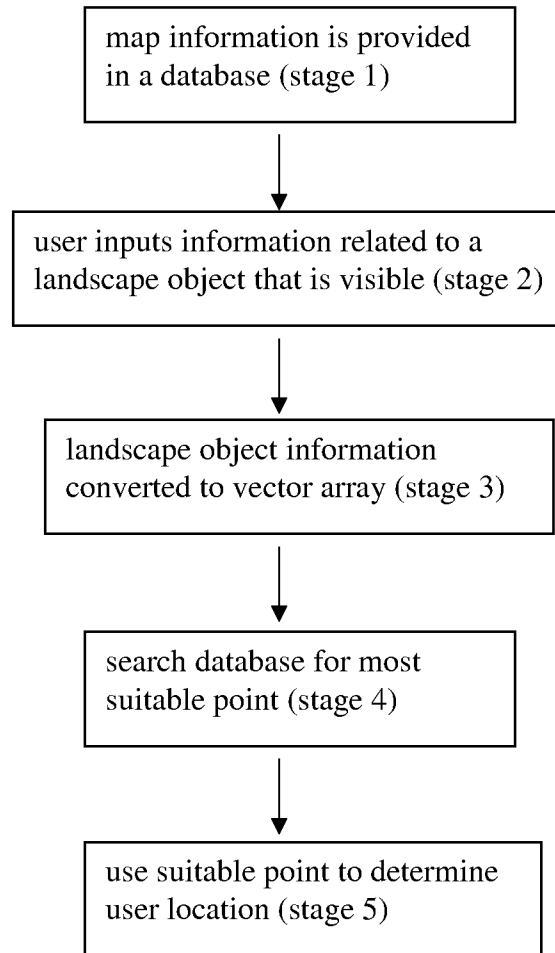 map information is provided
in a database (stage 1)
user inputs information related to a
landscape object that is visible (stage 2)
landscape object information
converted to vector array (stage 3)
search database for most
suitable point (stage 4)
use suitable point to determine
user location (stage 5)